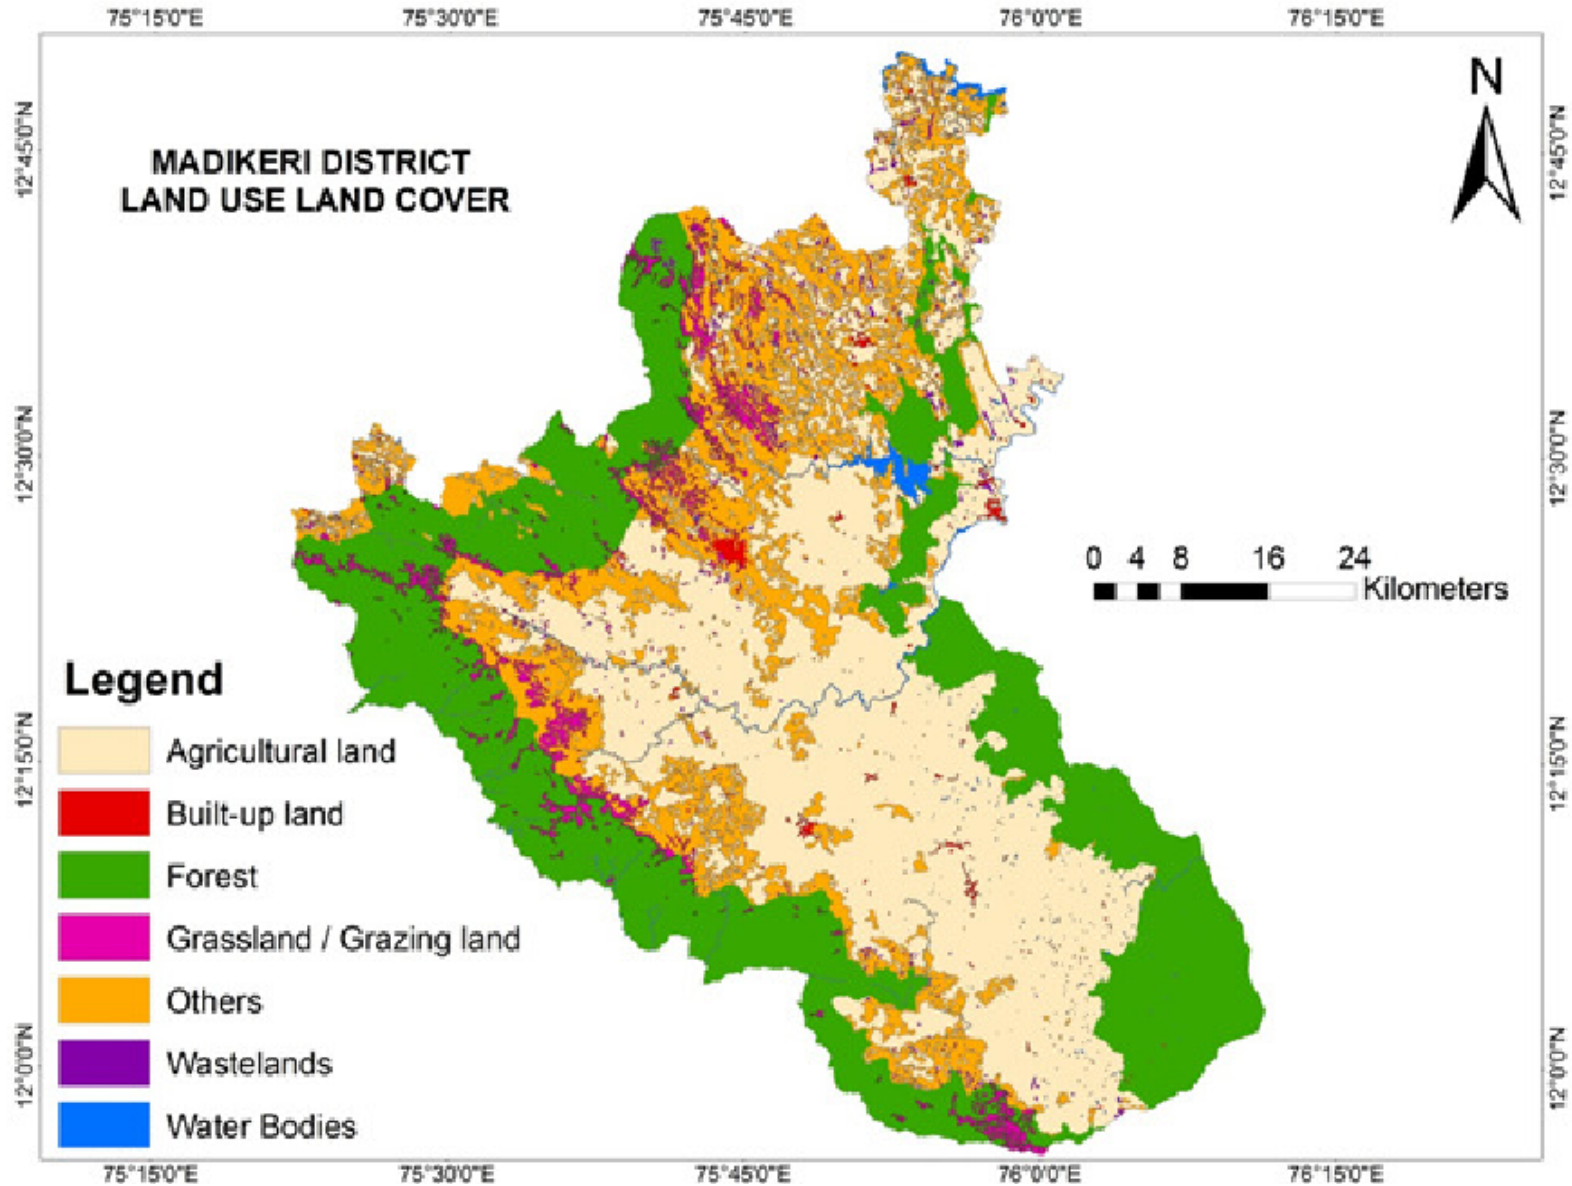 75°15'0"E 75°30'0"E 75°45'0"E 76°0'0"E 76°15'0"E
N
MADIKERI DISTRICT
LAND USE LAND COVER
12°45'0"N 12°45'0"N
12°30'0"N 12°30'0"N
0 4 8 16 24
Kilometers
Legend
Agricultural land
12°15'0"N 12°15'0"N
Built-up land
Forest
Grassland / Grazing land
Others
Wastelands
12°0'0"N 12°0'0"N
Water Bodies
75°15'0"E 75°30'0"E 75°45'0"E 76°0'0"E 76°15'0"E